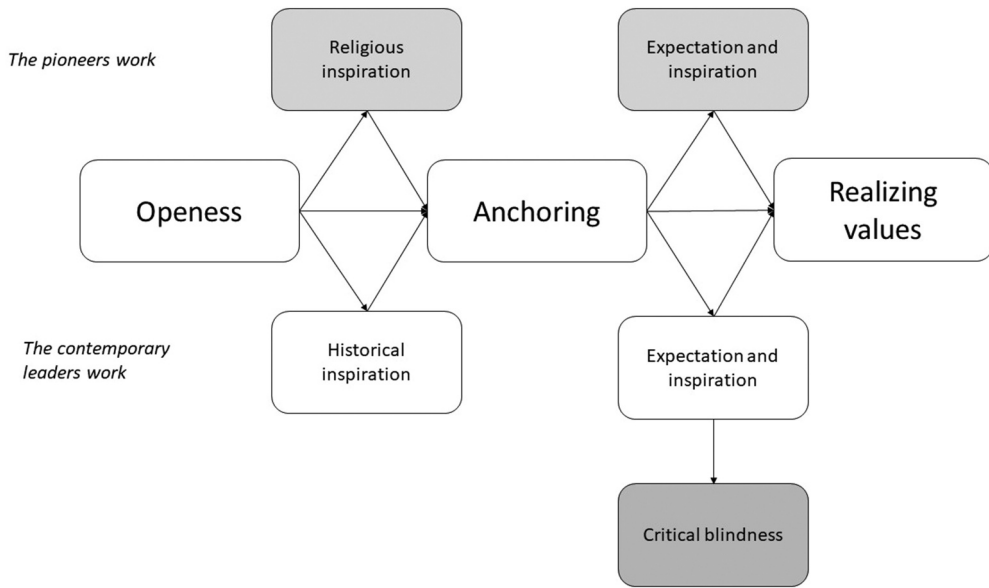 The pioneers work
Religious
inspiration
Expectation and
inspiration
Openess
Anchoring
Realizing
values
The contemporary
leaders work
Historical
inspiration
Expectation and
inspiration
Critical blindness